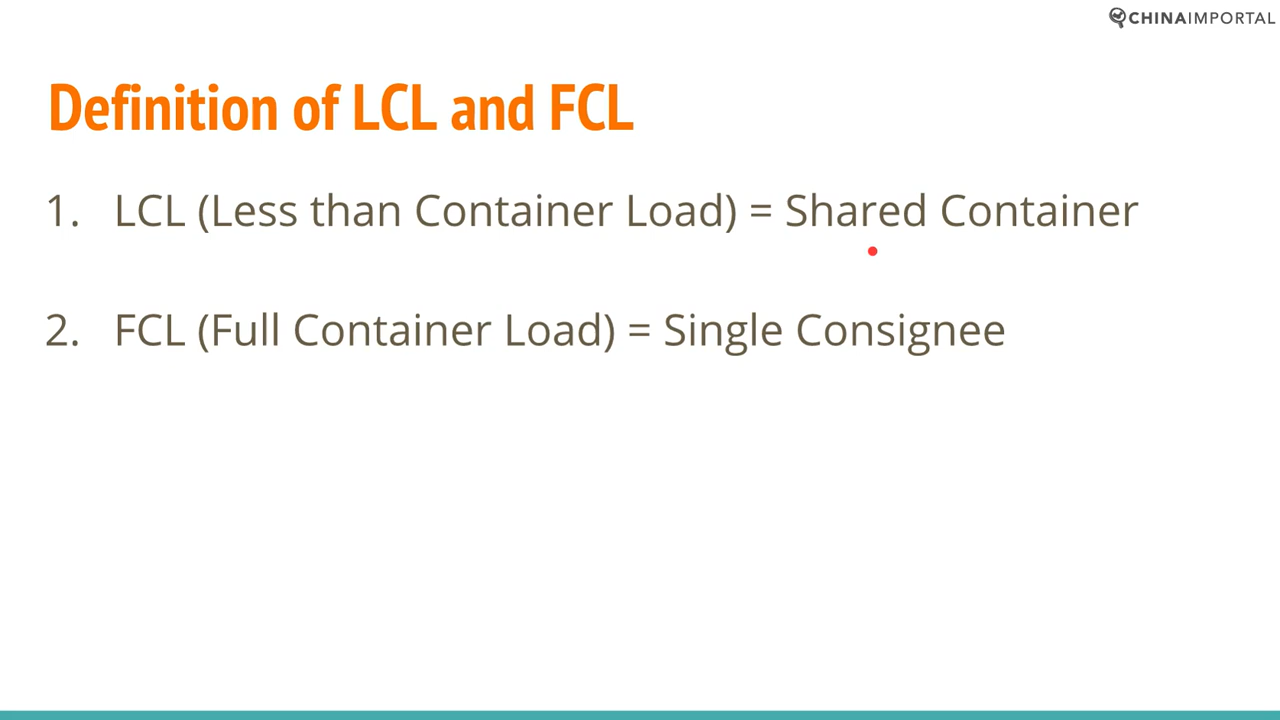 CHINAIMPORTAL
Definition of LCL and FCL
1. LCL (Less than Container Load) = Shared Container
2. FCL (Full Container Load) = Single Consignee